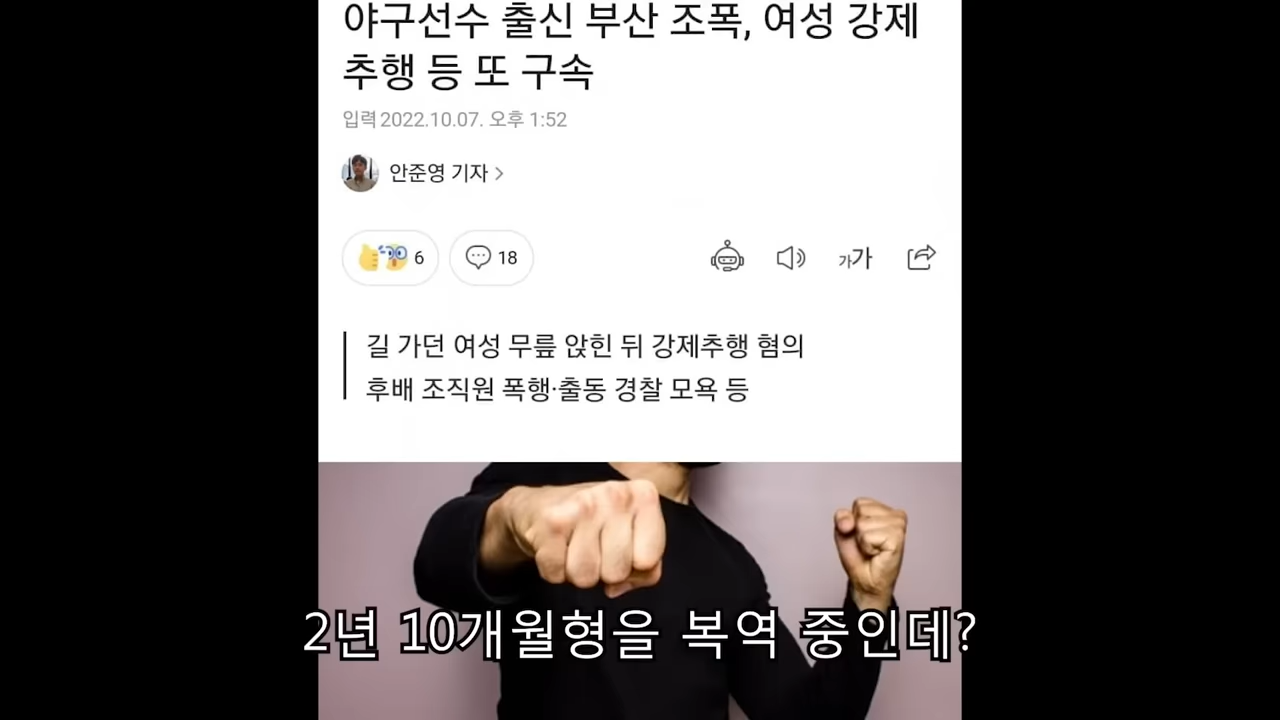 야구선수 출신 부산 조폭, 여성 강제
추행 등 또 구속
입력 2022.10.07. 오후 1:52
안준영 기자 >
6
18
가가
길 가던 여성 무릎 앉힌 뒤 강제추행 혐의
후배 조직원 폭행·출동 경찰 모욕 등
2년 10개월형을 복역 중인데?